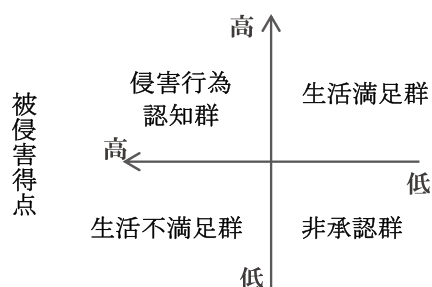 高
侵害行為
認知群
生活満足群
被侵害得点
高
低
生活不満足群
非承認群
低